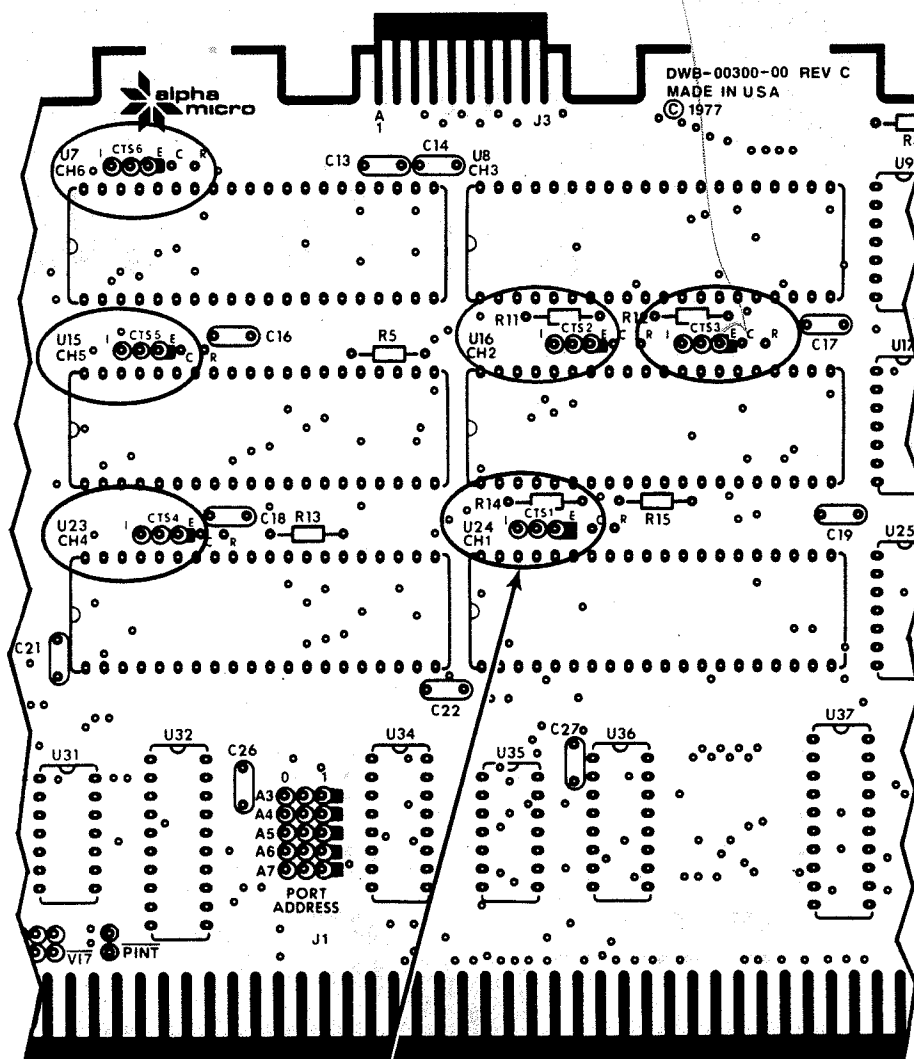 alpha
micro
DWB-00300-00 REV C
MADE IN USA
© 1977
A
1
J3
U7
CH6
I CTS6 E C R
C13
C14
U8
CH3
U9
U15
CH5
I CTS5 E C R
C16
R5
R11
U16
CH2
I CTS2 E C R
I CTS3 E C R
C17
U23
CH4
I CTS4 E C R
C18
R13
R14
U24
CH1
I CTS1 E C R
R15
C19
U25
C21
C22
U31
U32
C26
U34
U35
C27
U36
U37
0 1
A3
A4
A5
A6
A7
PORT
ADDRESS
J1
VI7
PINT